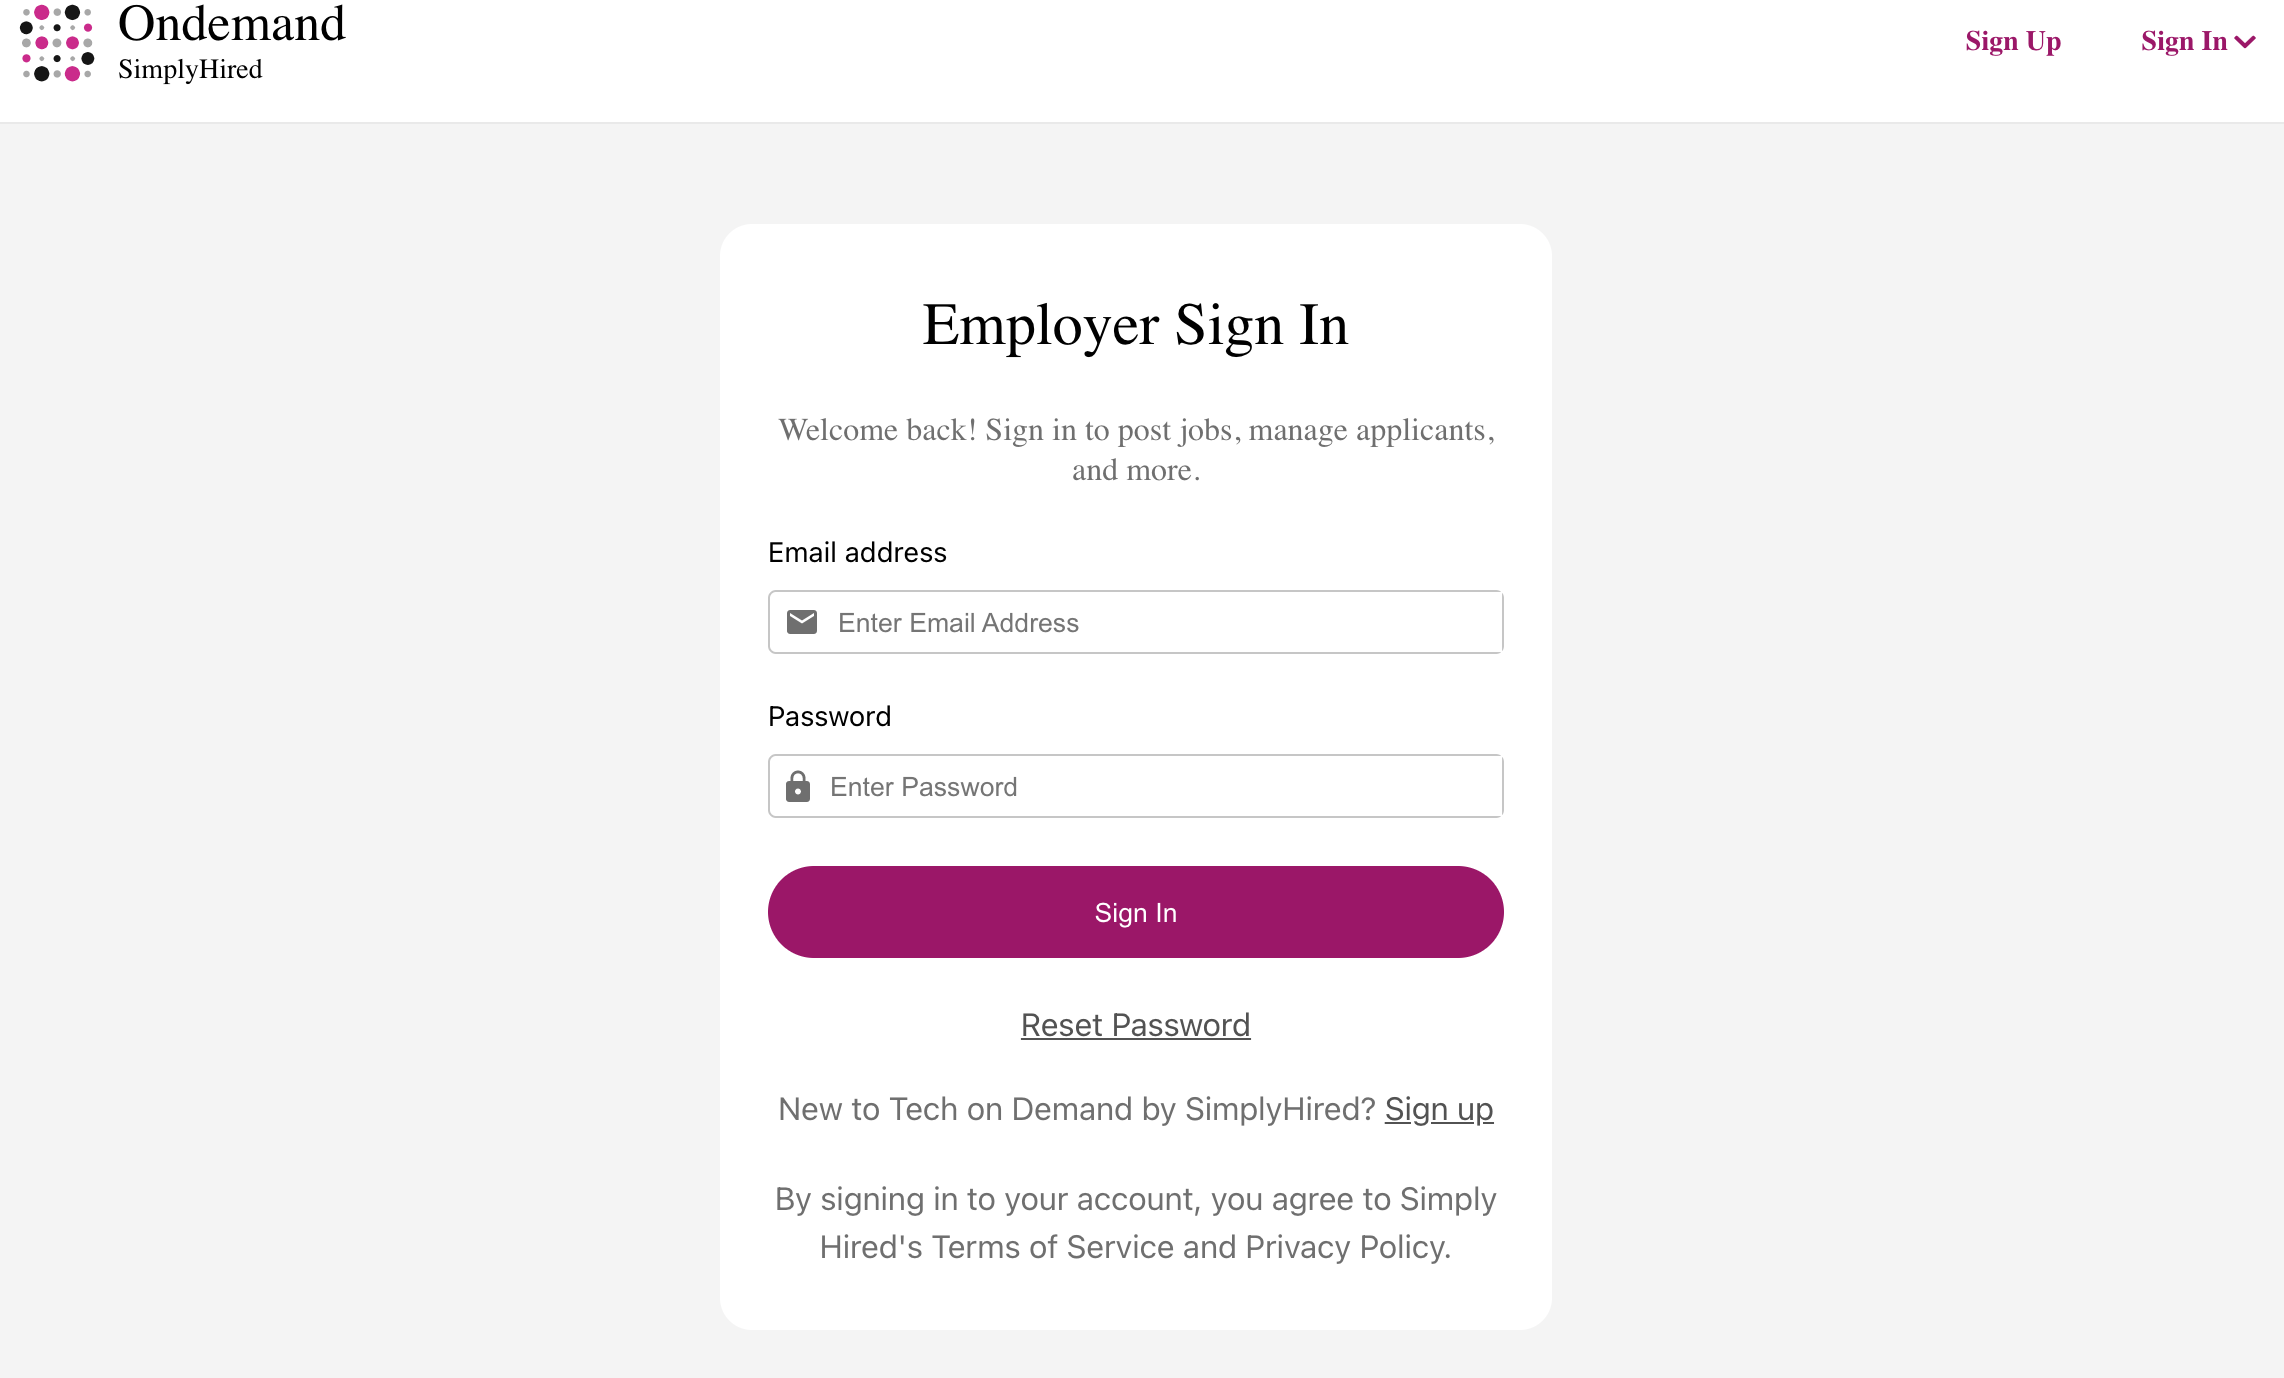 Ondemand
SimplyHired
Sign Up
Sign In
Employer Sign In
Welcome back! Sign in to post jobs, manage applicants,
and more.
Email address
Enter Email Address
Password
Enter Password
Sign In
Reset Password
New to Tech on Demand by SimplyHired? Sign up
By signing in to your account, you agree to Simply
Hired's Terms of Service and Privacy Policy.